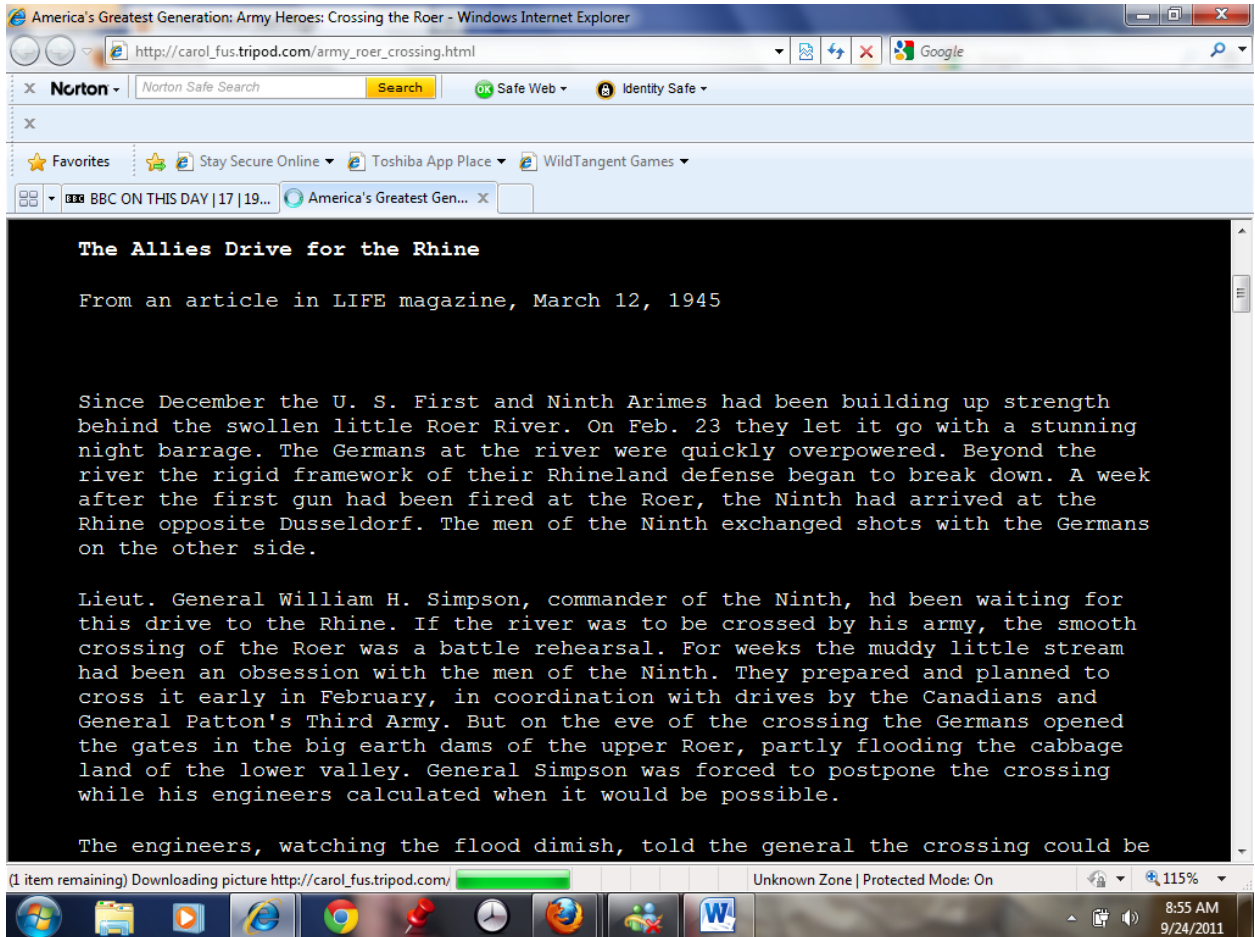 America's Greatest Generation: Army Heroes: Crossing the Roer - Windows Internet Explorer
http://carol_fus.tripod.com/army_roer_crossing.html Google
x Norton - Norton Safe Search Search OK Safe Web Identity Safe
x
Favorites Stay Secure Online Toshiba App Place WildTangent Games
BBC BBC ON THIS DAY | 17 | 19... America's Greatest Gen... x
The Allies Drive for the Rhine
From an article in LIFE magazine, March 12, 1945
Since December the U. S. First and Ninth Arimes had been building up strength
behind the swollen little Roer River. On Feb. 23 they let it go with a stunning
night barrage. The Germans at the river were quickly overpowered. Beyond the
river the rigid framework of their Rhineland defense began to break down. A week
after the first gun had been fired at the Roer, the Ninth had arrived at the
Rhine opposite Dusseldorf. The men of the Ninth exchanged shots with the Germans
on the other side.
Lieut. General William H. Simpson, commander of the Ninth, hd been waiting for
this drive to the Rhine. If the river was to be crossed by his army, the smooth
crossing of the Roer was a battle rehearsal. For weeks the muddy little stream
had been an obsession with the men of the Ninth. They prepared and planned to
cross it early in February, in coordination with drives by the Canadians and
General Patton's Third Army. But on the eve of the crossing the Germans opened
the gates in the big earth dams of the upper Roer, partly flooding the cabbage
land of the lower valley. General Simpson was forced to postpone the crossing
while his engineers calculated when it would be possible.
The engineers, watching the flood dimish, told the general the crossing could be
(1 item remaining) Downloading picture http://carol_fus.tripod.com/ Unknown Zone | Protected Mode: On 115%
W 8:55 AM
9/24/2011